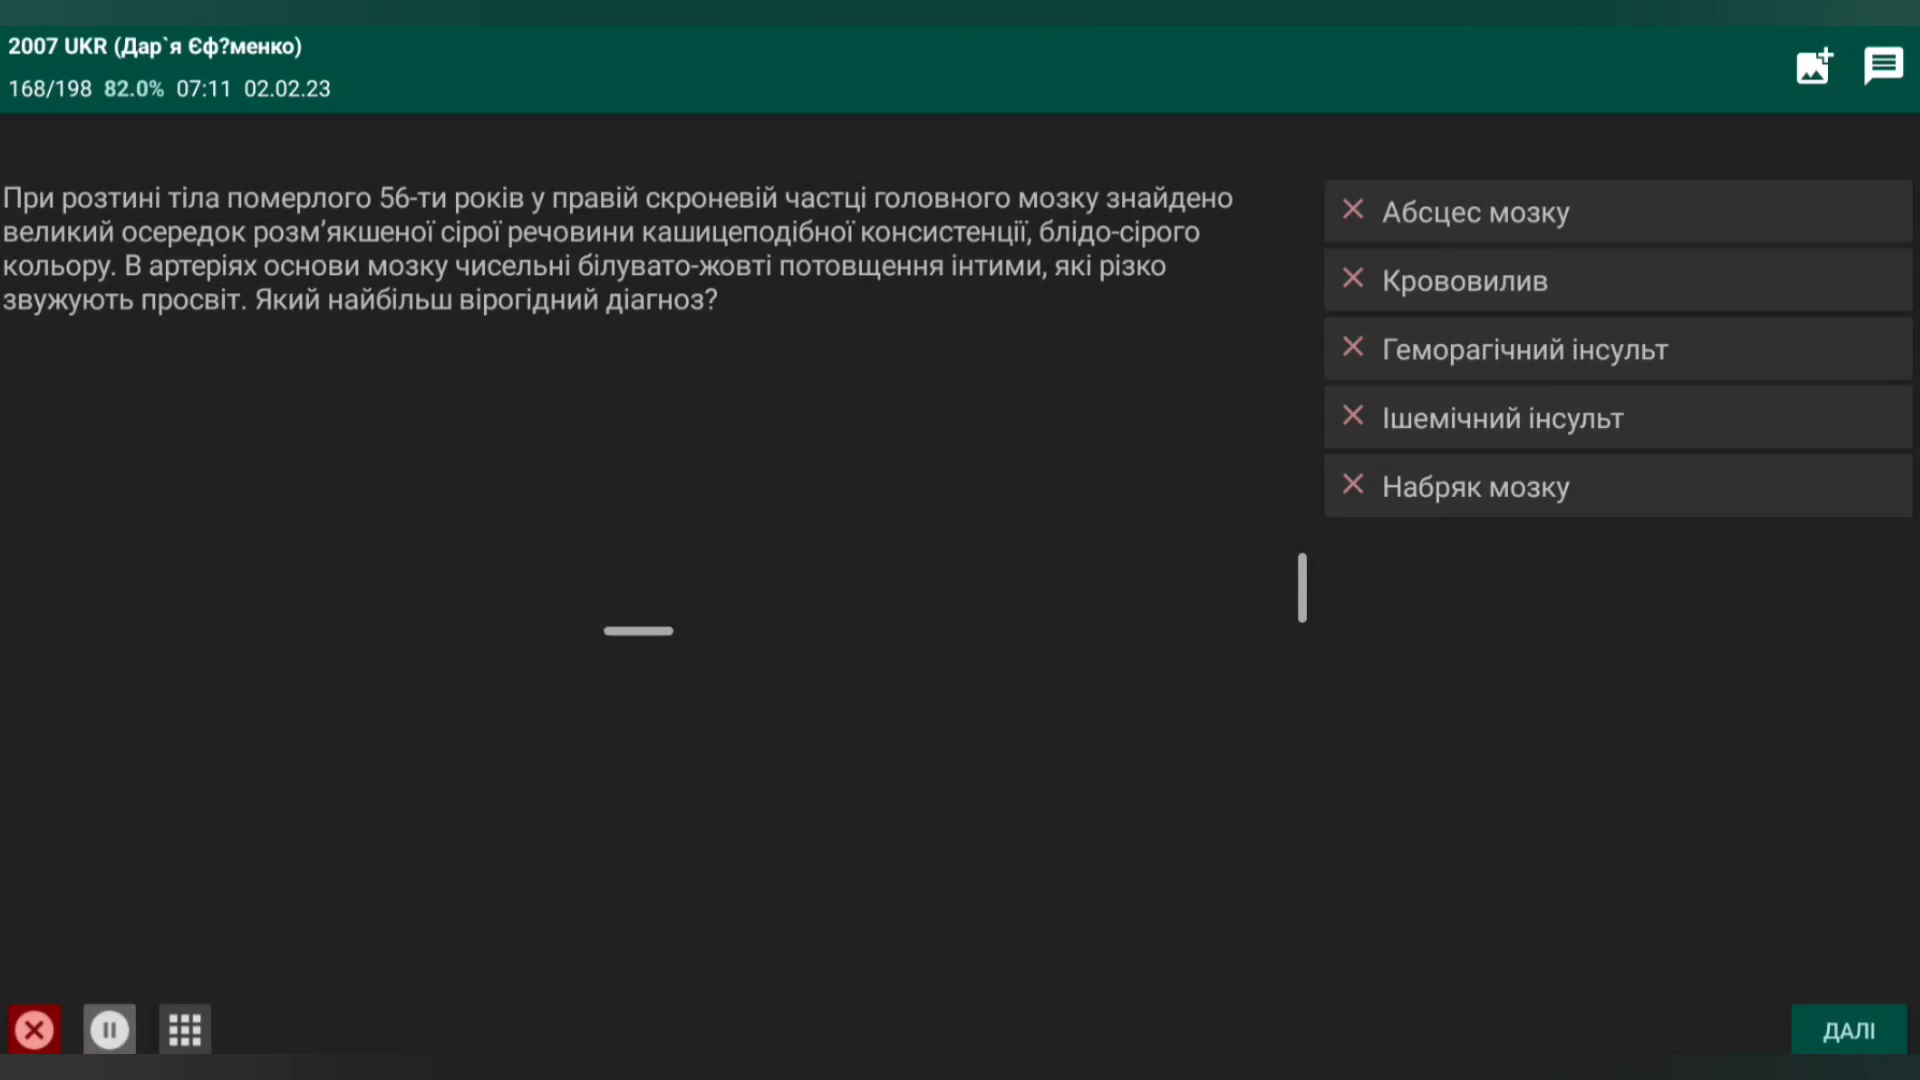 2007 UKR (Дар`я Єф?менко)
168/198 82.0% 07:11 02.02.23
При розтині тіла померлого 56-ти років у правій скроневій частці головного мозку знайдено
великий осередок розм’якшеної сірої речовини кашицеподібної консистенції, блідо-сірого
кольору. В артеріях основи мозку чисельні білувато-жовті потовщення інтими, які різко
звужують просвіт. Який найбільш вірогідний діагноз?
Абсцес мозку
Крововилив
Геморагічний інсульт
Ішемічний інсульт
Набряк мозку
ДАЛІ